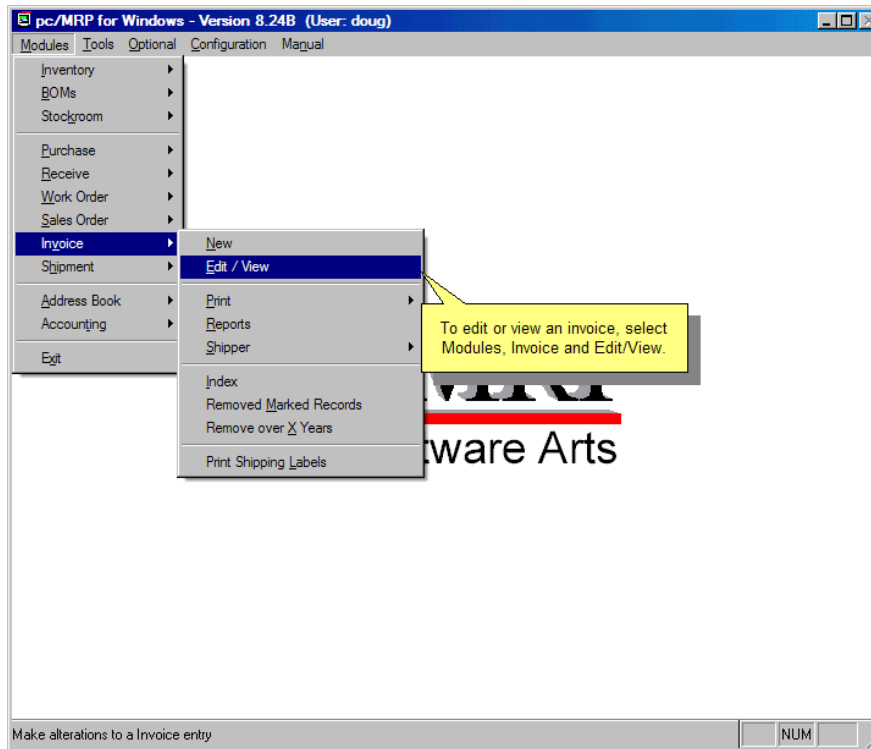 pc/MRP for Windows - Version 8.24B (User: doug)
Modules Tools Optional Configuration Manual
Inventory
BOMs
Stockroom
Purchase
Receive
Work Order
Sales Order
Invoice
Shipment
Address Book
Accounting
Exit
New
Edit / View
Print
Reports
Shipper
Index
Removed Marked Records
Remove over X Years
Print Shipping Labels
To edit or view an invoice, select
Modules, Invoice and Edit/View.
tware Arts
Make alterations to a Invoice entry
NUM